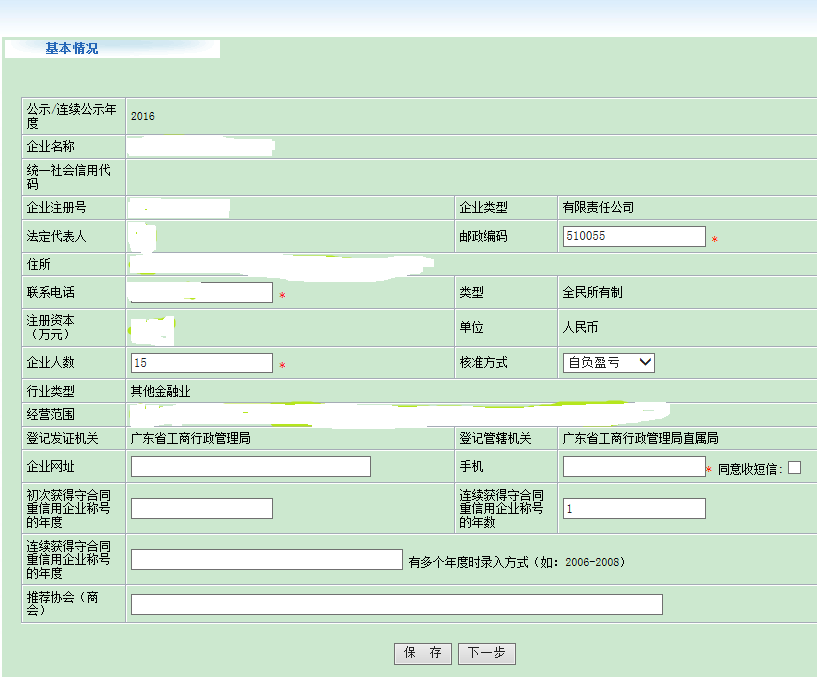 基本情况
公示/连续公示年
度
2016
企业名称
统一社会信用代
码
企业注册号
企业类型
有限责任公司
法定代表人
邮政编码
510055 *
住所
联系电话
*
类型
全民所有制
注册资本
（万元）
单位
人民币
企业人数
15 *
核准方式
自负盈亏
行业类型
其他金融业
经营范围
登记发证机关
广东省工商行政管理局
登记管辖机关
广东省工商行政管理局直属局
企业网址
手机
* 同意收短信:
初次获得守合同
重信用企业称号
的年度
连续获得守合同
重信用企业称号
的年数
1
连续获得守合同
重信用企业称号
的年度
有多个年度时录入方式（如：2006-2008）
推荐协会（商
会）
保 存
下一步